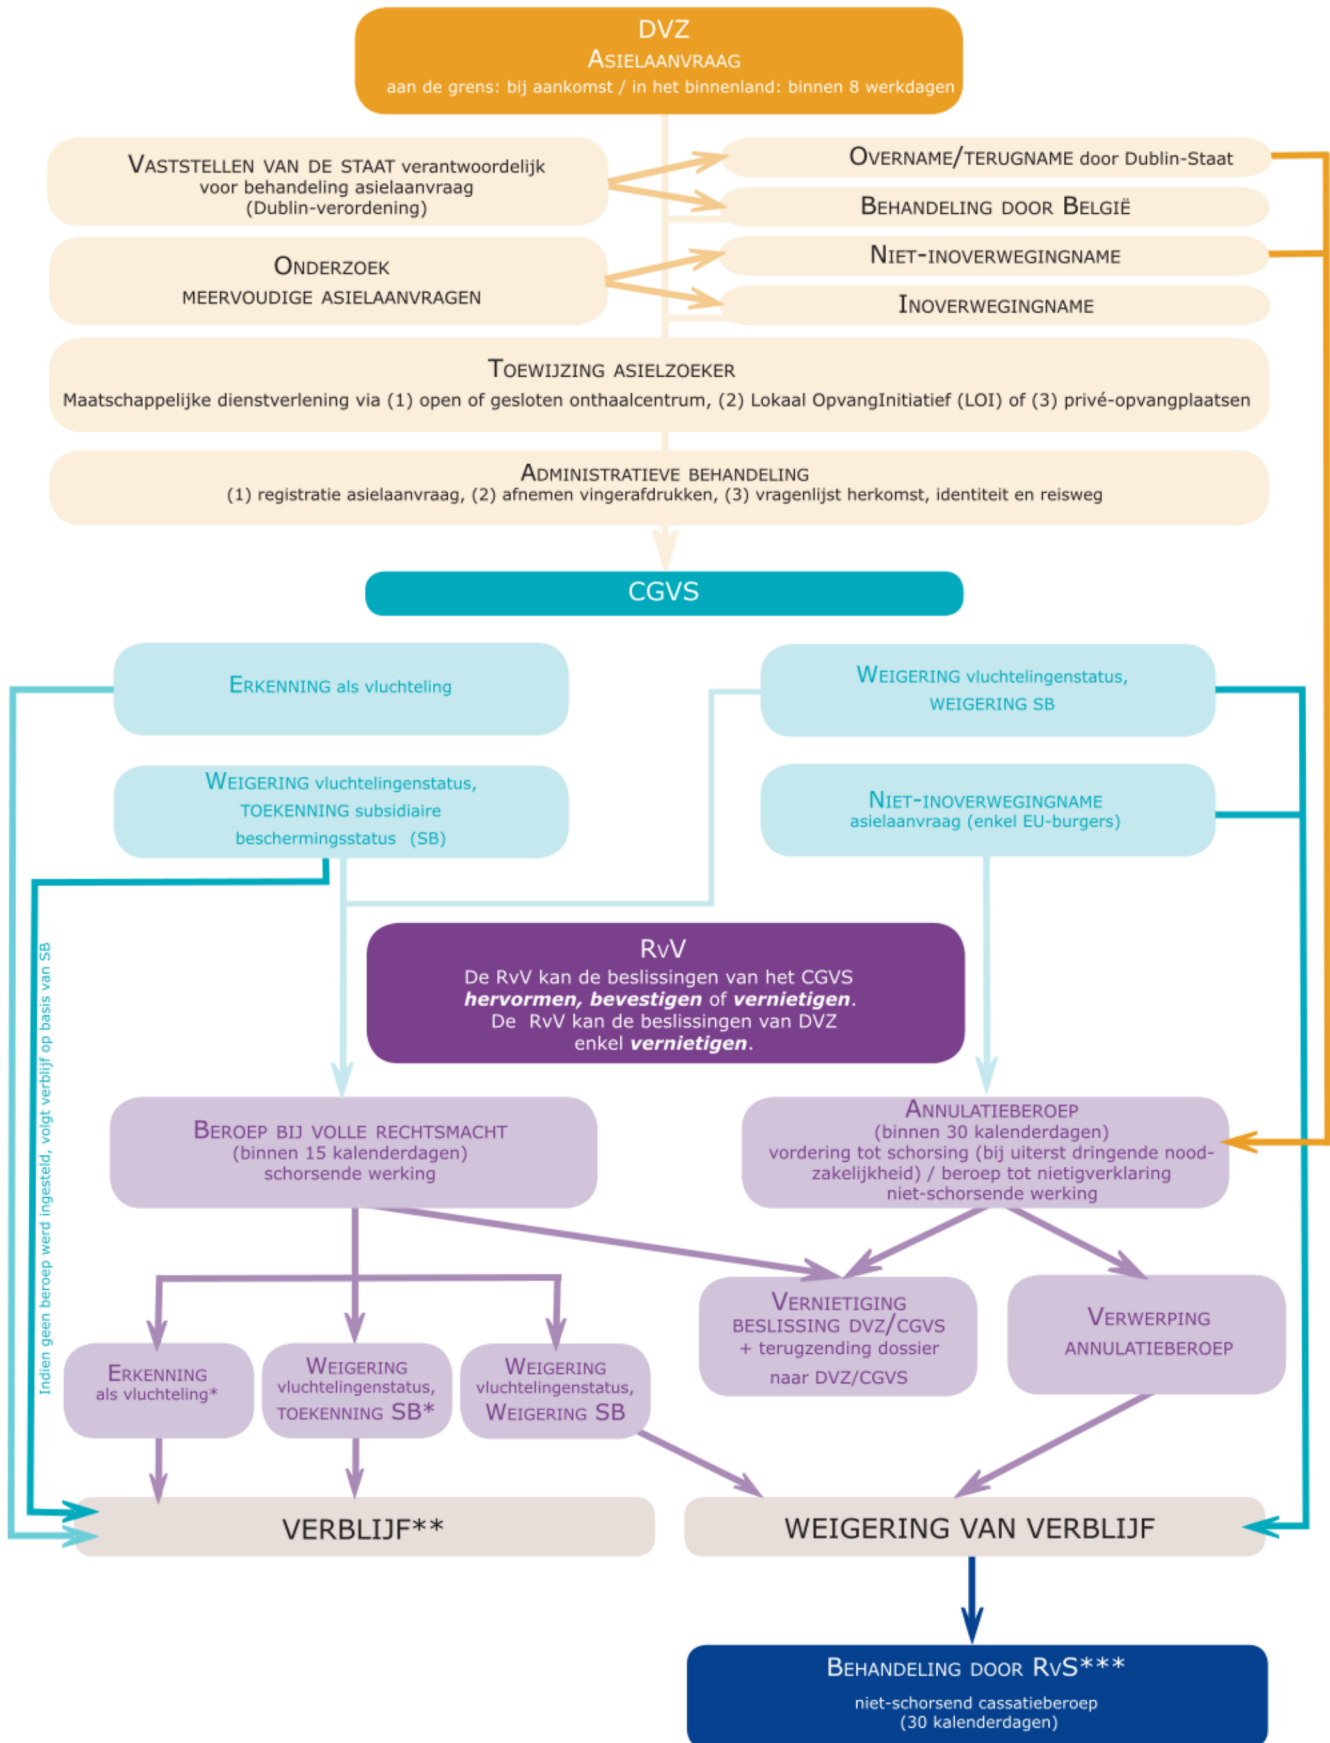 DVZ
Asielaanvraag
aan de grens: bij aankomst / in het binnenland: binnen 8 werkdagen
Vaststellen van de staat verantwoordelijk
voor behandeling asielaanvraag
(Dublin-verordening)
Overname/terugname door Dublin-Staat
Behandeling door België
Onderzoek
meervoudige asielaanvragen
Niet-inoverwegingname
Inoverwegingname
Toewijzing asielzoeker
Maatschappelijke dienstverlening via (1) open of gesloten onthaalcentrum, (2) Lokaal OpvangInitiatief (LOI) of (3) privé-opvangplaatsen
Administratieve behandeling
(1) registratie asielaanvraag, (2) afnemen vingerafdrukken, (3) vragenlijst herkomst, identiteit en reisweg
CGVS
Erkenning als vluchteling
Weigering vluchtelingenstatus,
weigering SB
Weigering vluchtelingenstatus,
toekenning subsidiaire
beschermingsstatus (SB)
Niet-inoverwegingname
asielaanvraag (enkel EU-burgers)
Indien geen beroep werd ingesteld, volgt verblijf op basis van SB
RvV
De RvV kan de beslissingen van het CGVS
hervormen, bevestigen of vernietigen.
De RvV kan de beslissingen van DVZ
enkel vernietigen.
Beroep bij volle rechtsmacht
(binnen 15 kalenderdagen)
schorsende werking
Annulatieberoep
(binnen 30 kalenderdagen)
vordering tot schorsing (bij uiterst dringende nood-
zakelijkheid) / beroep tot nietigverklaring
niet-schorsende werking
Erkenning
als vluchteling*
Weigering
vluchtelingenstatus,
toekenning SB*
Weigering
vluchtelingenstatus,
Weigering SB
Vernietiging
beslissing DVZ/CGVS
+ terugzending dossier
naar DVZ/CGVS
Verwerping
annulatieberoep
VERBLIJF**
WEIGERING VAN VERBLIJF
Behandeling door RvS***
niet-schorsend cassatieberoep
(30 kalenderdagen)